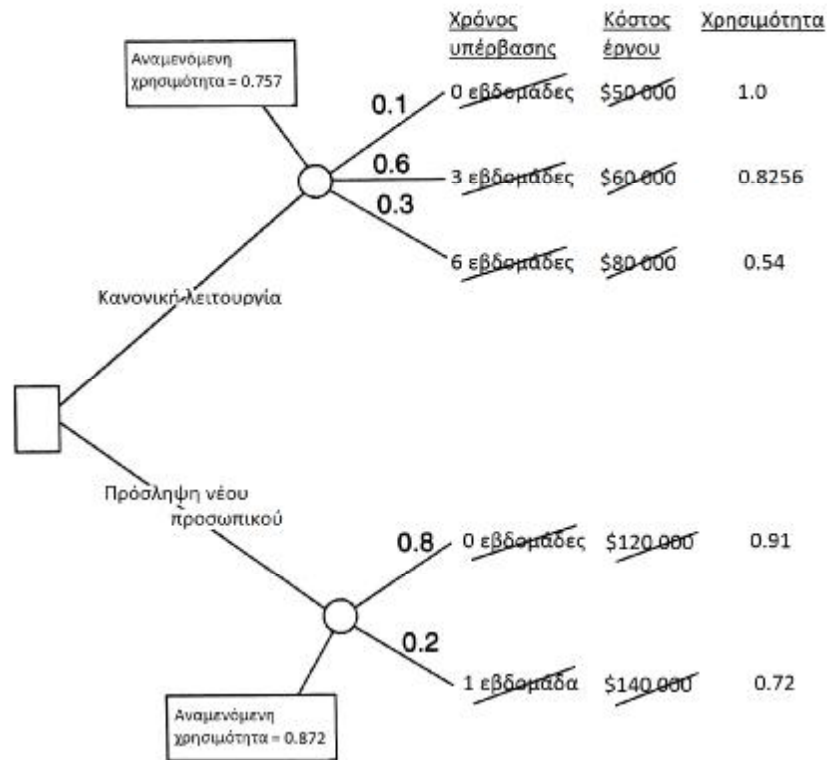 Χρόνος Κόστος Χρησιμότητα
υπέρβασης έργου
Αναμενόμενη
χρησιμότητα = 0.757
0.1 0 εβδομάδες $50 000 1.0
0.6 3 εβδομάδες $60 000 0.8256
0.3 6 εβδομάδες $80 000 0.54
Κανονική λειτουργία
Πρόσληψη νέου
προσωπικού
0.8 0 εβδομάδες $120 000 0.91
0.2 1 εβδομάδα $140 000 0.72
Αναμενόμενη
χρησιμότητα = 0.872